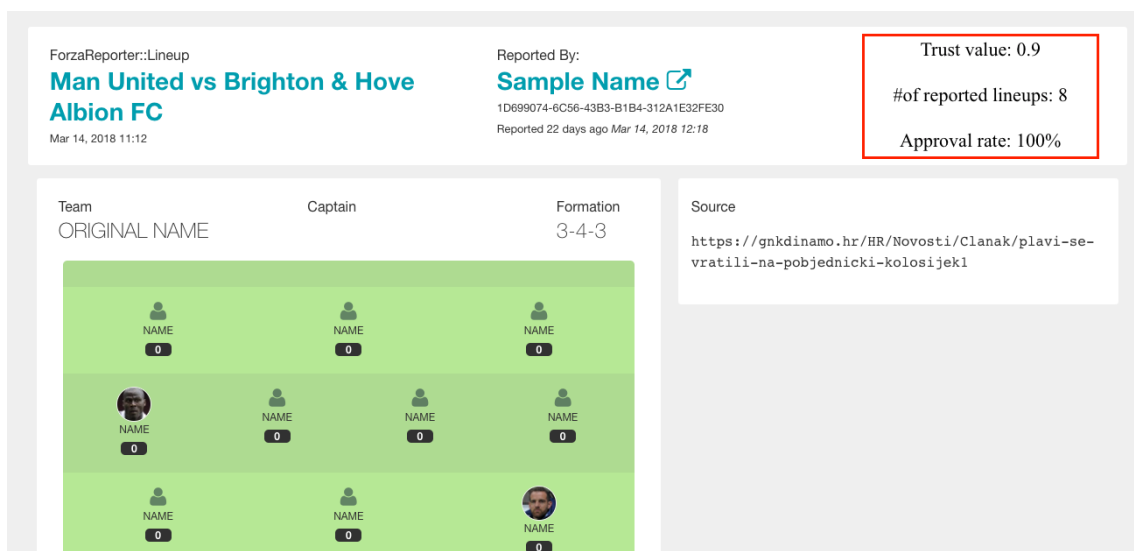 ForzaReporter::Lineup
Man United vs Brighton & Hove
Albion FC
Mar 14, 2018 11:12
Reported By:
Sample Name
1D699074-6C56-43B3-B1B4-312A1E32FE30
Reported 22 days ago Mar 14, 2018 12:18
Trust value: 0.9
#of reported lineups: 8
Approval rate: 100%
Team
ORIGINAL NAME
Captain
Formation
3-4-3
NAME NAME NAME
0 0 0
NAME NAME NAME NAME
0 0 0 0
NAME NAME NAME
0 0 0
Source
https://gnkdinamo.hr/HR/Novosti/Clanak/plavi-se-
vratili-na-pobjednicki-kolosijek1